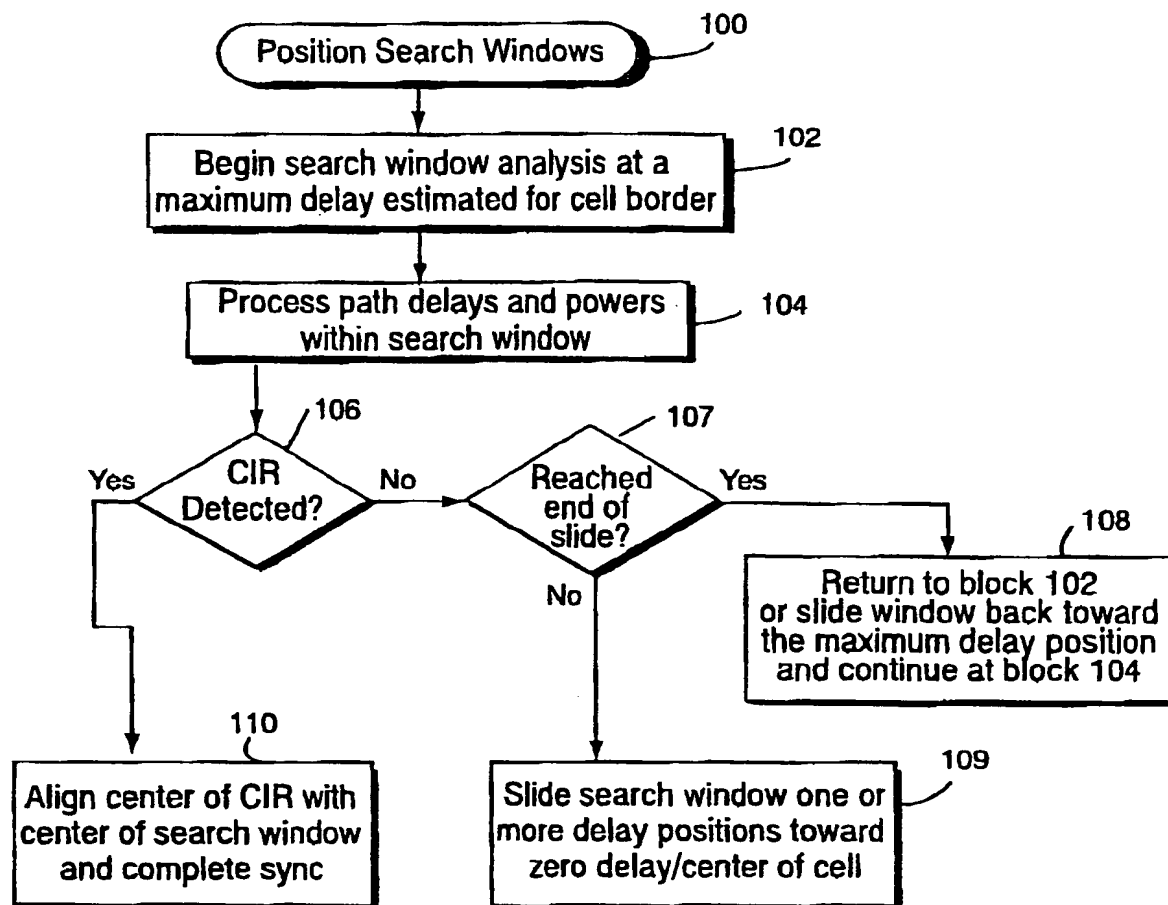 Position Search Windows
100
Begin search window analysis at a
maximum delay estimated for cell border
102
Process path delays and powers
within search window
104
106
CIR
Detected?
Yes
No
107
Reached
end of
slide?
Yes
No
108
Return to block 102
or slide window back toward
the maximum delay position
and continue at block 104
110
Align center of CIR with
center of search window
and complete sync
109
Slide search window one or
more delay positions toward
zero delay/center of cell